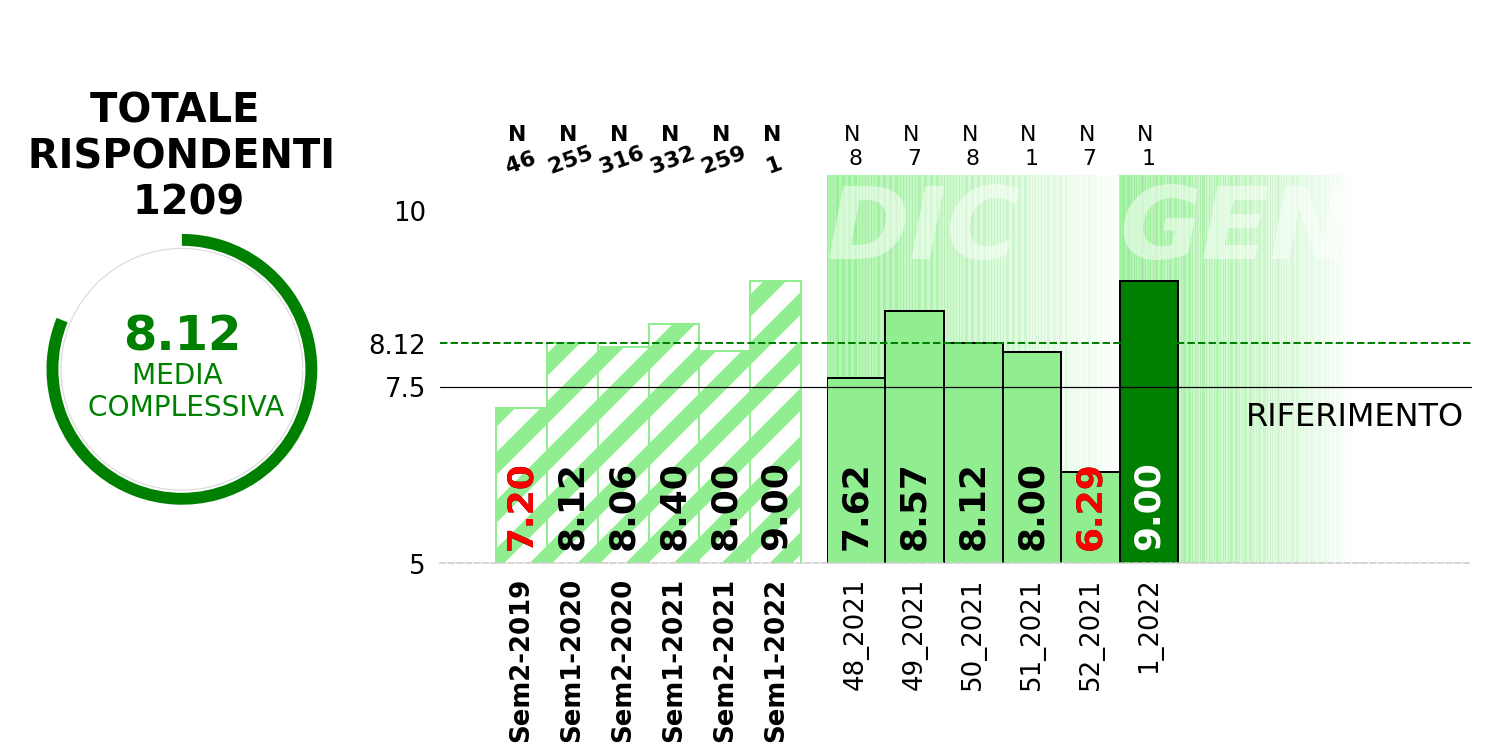 TOTALE
RISPONDENTI
1209
8.12
MEDIA
COMPLESSIVA
N N N N N N N N N N N N
46 255 316 332 259 1 8 7 8 1 7 1
DIC GEN
10
8.12
7.5
RIFERIMENTO
5
7.20 8.12 8.06 8.40 8.00 9.00 7.62 8.57 8.12 8.00 6.29 9.00
Sem2-2019 Sem1-2020 Sem2-2020 Sem1-2021 Sem2-2021 Sem1-2022 48_2021 49_2021 50_2021 51_2021 52_2021 1_2022